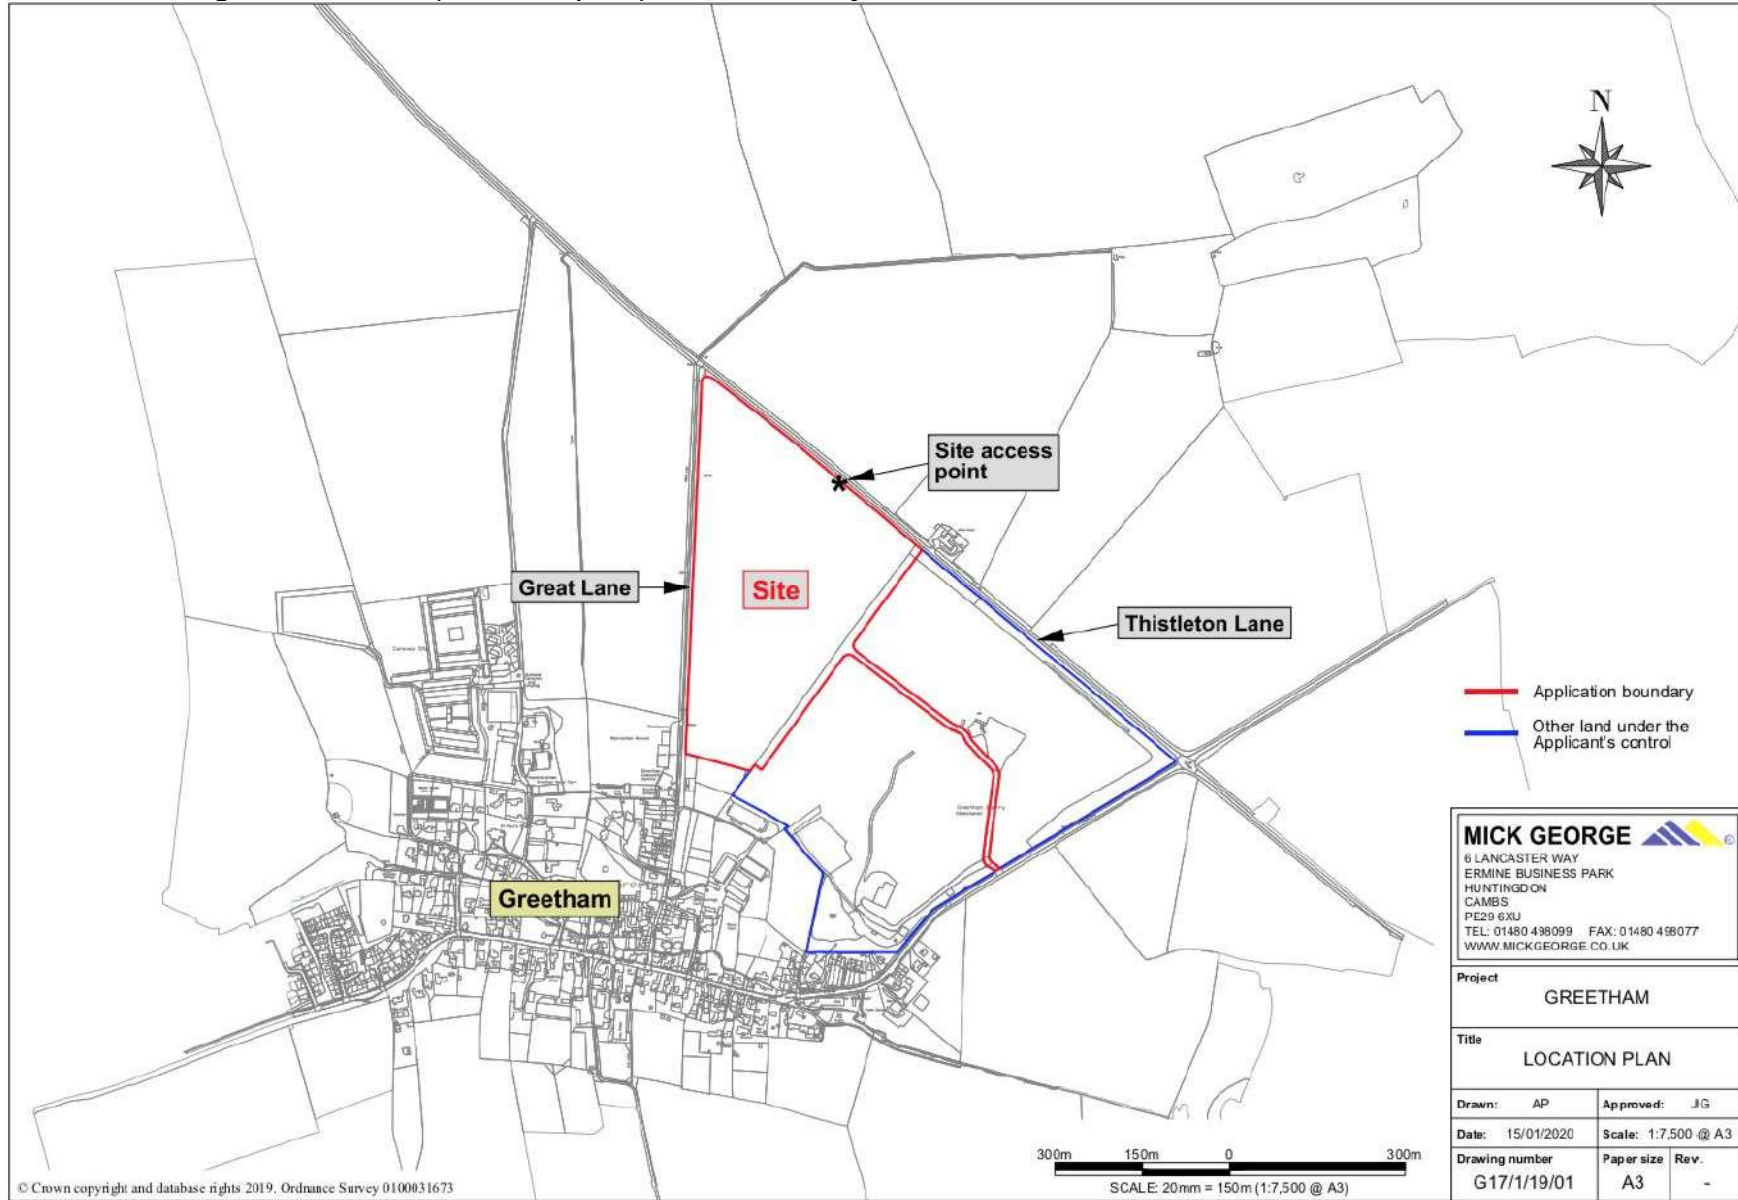 N
Site access
point
Great Lane
Site
Thistleton Lane
Application boundary
Other land under the
Applicant's control
Greetham
MICK GEORGE ®
6 LANCASTER WAY
ERMINE BUSINESS PARK
HUNTINGDON
CAMBS
PE29 6XU
TEL: 01480 498099 FAX: 01480 498077
WWW.MICKGEORGE.CO.UK
Project
GREETHAM
Title
LOCATION PLAN
Drawn: AP Approved: JG
Date: 15/01/2020 Scale: 1:7,500 @ A3
Drawing number Paper size Rev.
G17/1/19/01 A3 -
300m 150m 0 300m
SCALE: 20mm = 150m (1:7,500 @ A3)
© Crown copyright and database rights 2019. Ordnance Survey 0100031673